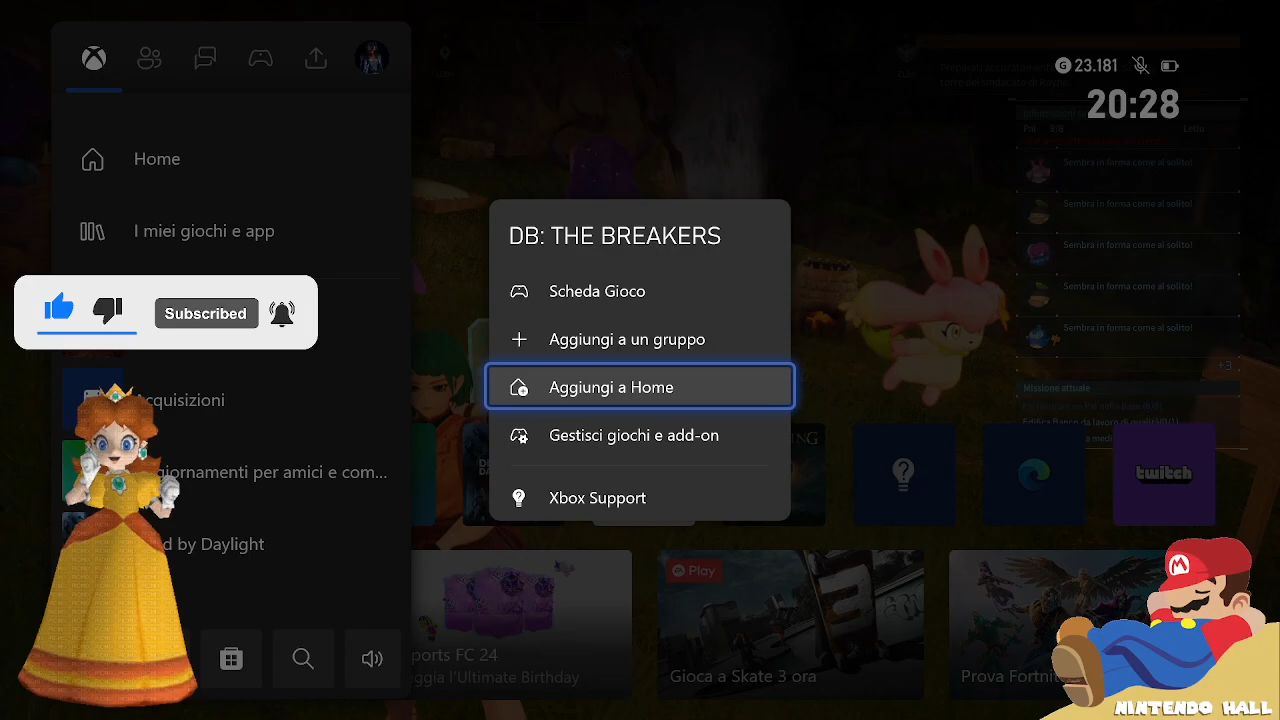 23.181
20:28
Home
I miei giochi e app
Subscribed
Acquisizioni
giornamenti per amici e com...
d by Daylight
DB: THE BREAKERS
Scheda Gioco
Aggiungi a un gruppo
Aggiungi a Home
Gestisci giochi e add-on
Xbox Support
Letto
Sembra in forma come al solito!
Sembra in forma come al solito!
Sembra in forma come al solito!
Sembra in forma come al solito!
Sembra in forma come al solito!
+3
Missione attuale
twitch
Play
ports FC 24
eggia l'Ultimate Birthday
Gioca a Skate 3 ora
Prova Fortni
NINTENDO HALL